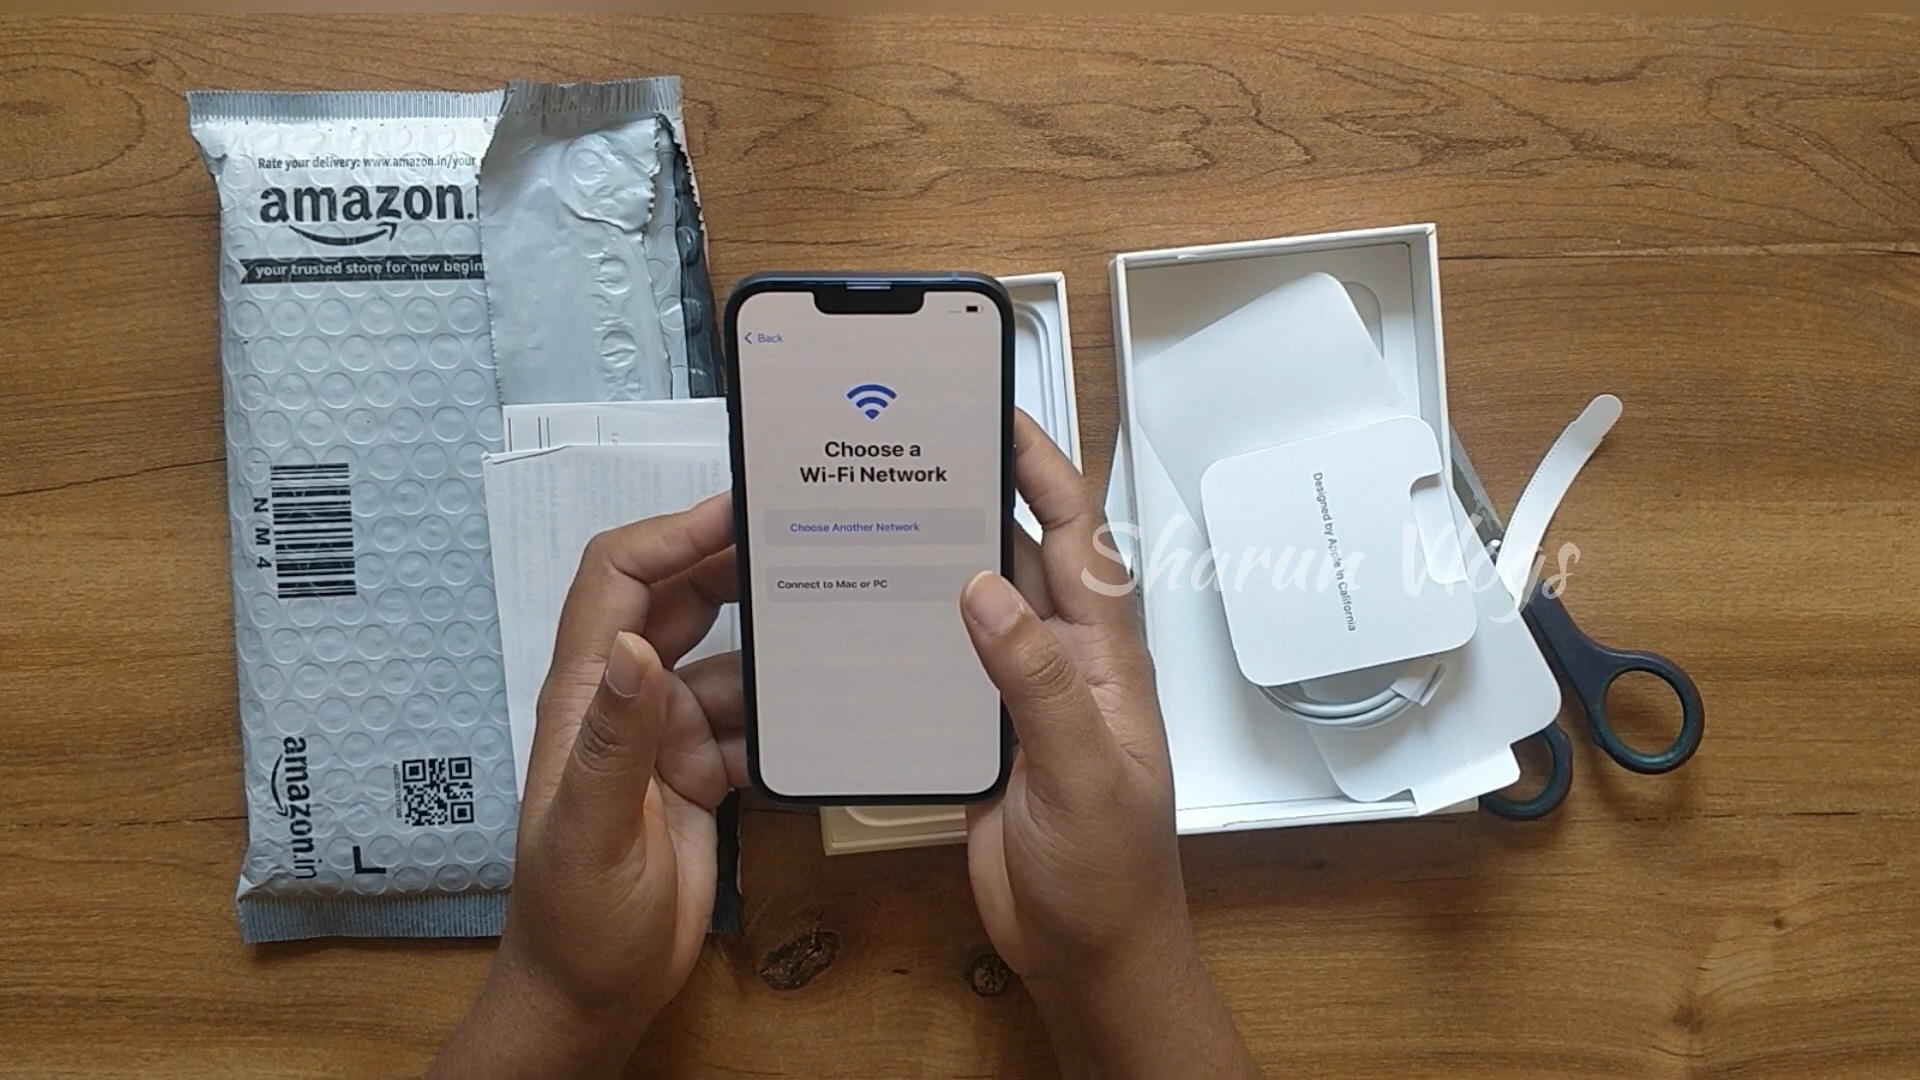 Rate your delivery: www.amazon.in/your
amazon.
your trusted store for new begin
NM4
amazon.in
L
Back
Choose a
Wi-Fi Network
Choose Another Network
Connect to Mac or PC
Designed by Apple in California
Sharun Vlogs